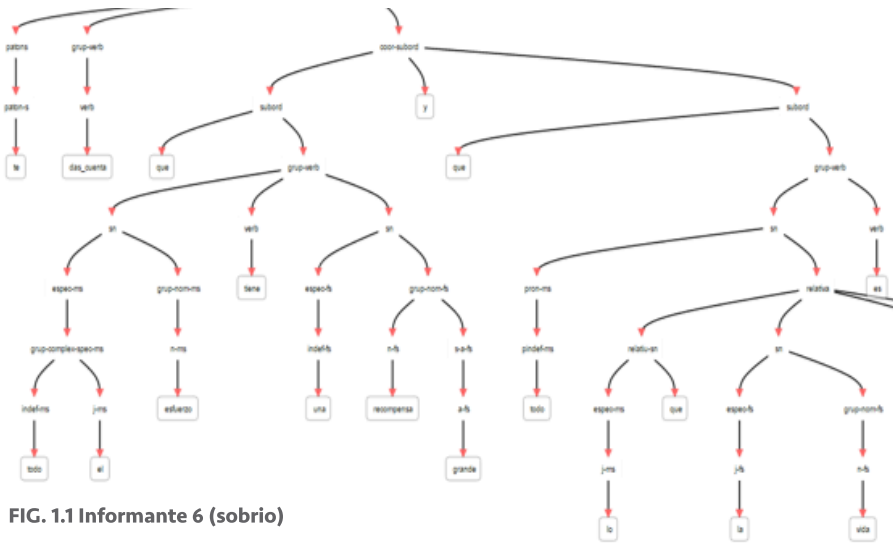 patons grup-verb coor-subord
paton-s verb subord y subord
te das_cuenta que grup-verb que grup-verb
sn verb sn sn verb
espec-ms grup-nom-ms tiene espec-fs grup-nom-fs pron-ms relativa es
grup-complex-spec-ms n-ms indef-fs n-fs s-a-fs pindef-ms relatiu-sn sn
indef-ms j-ms esfuerzo una recompensa a-fs todo espec-ms que espec-fs grup-nom-fs
todo el grande j-ms j-fs n-fs
FIG. 1.1 Informante 6 (sobrio)
lo la vida